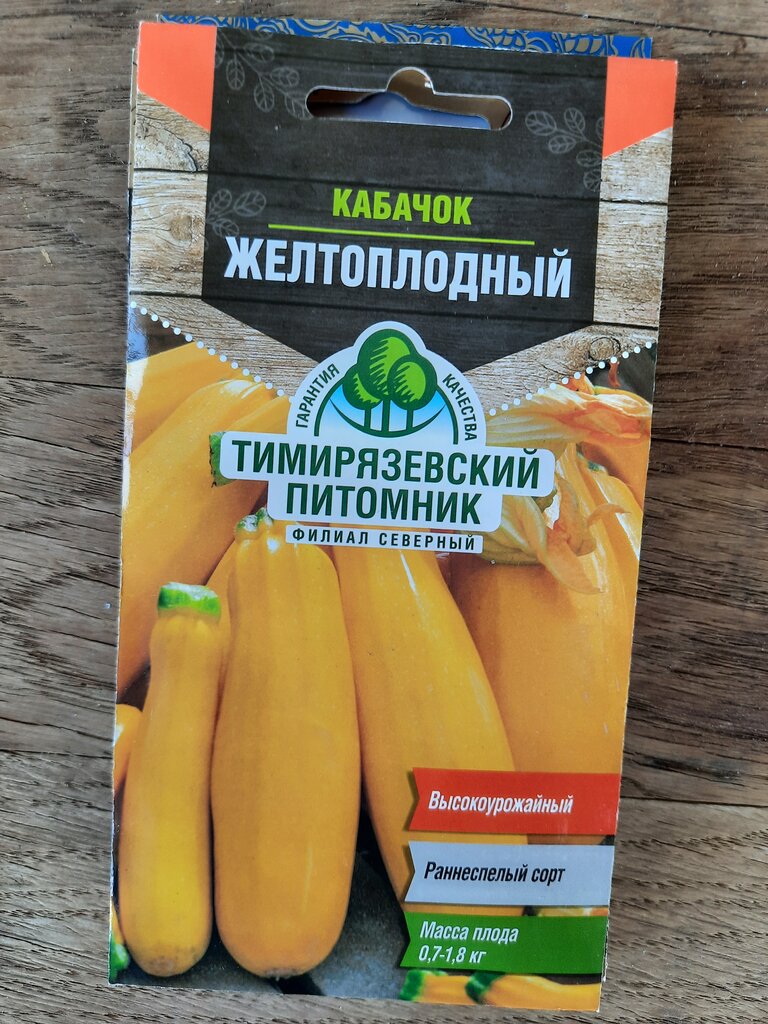 КАБАЧОК
ЖЕЛТОПЛОДНЫЙ
ГАРАНТИЯ КАЧЕСТВА
ТИМИРЯЗЕВСКИЙ
ПИТОМНИК
ФИЛИАЛ СЕВЕРНЫЙ
Высокоурожайный
Раннеспелый сорт
Масса плода
0,7-1,8 кг